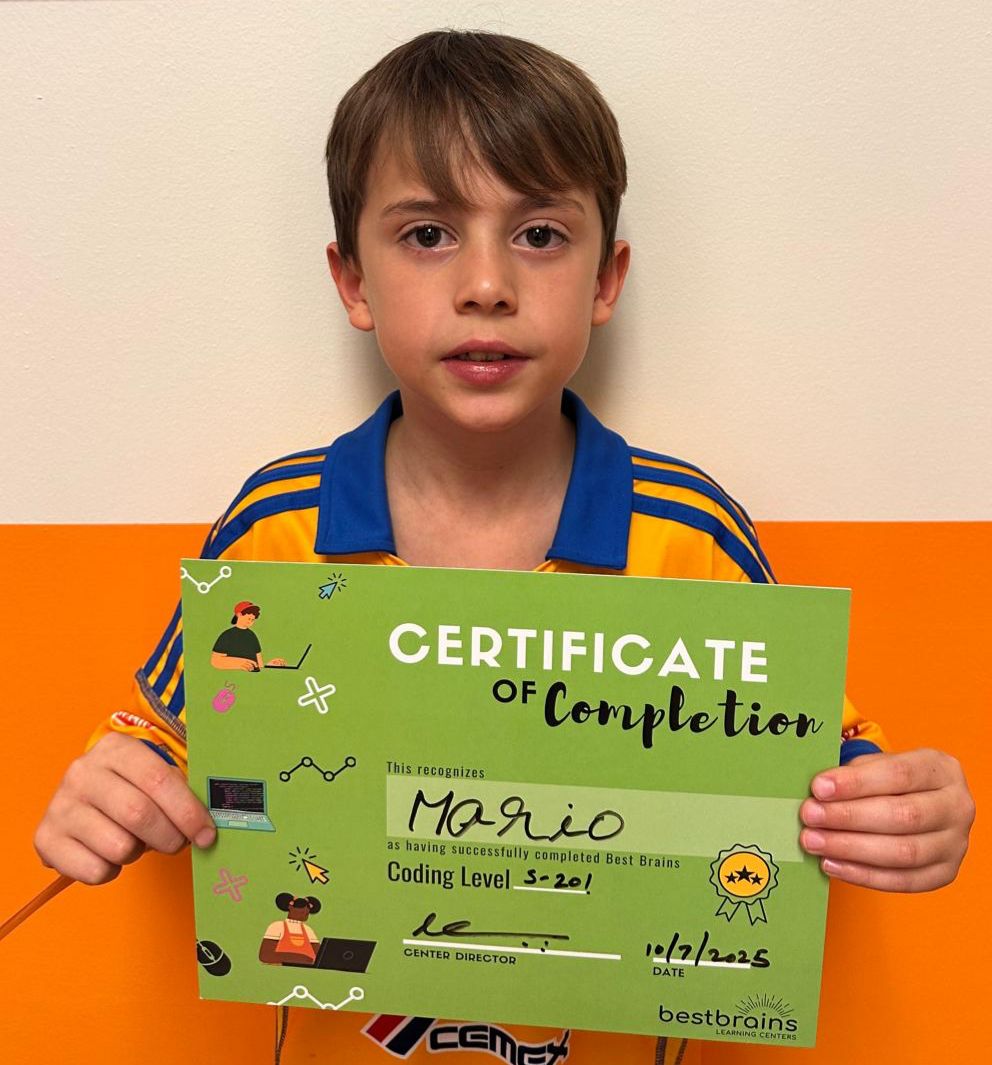 CERTIFICATE
OF Completion
This recognizes
Mario
as having successfully completed Best Brains
Coding Level S-201
CENTER DIRECTOR
10/7/2025
DATE
bestbrains
LEARNING CENTERS
CEMEX